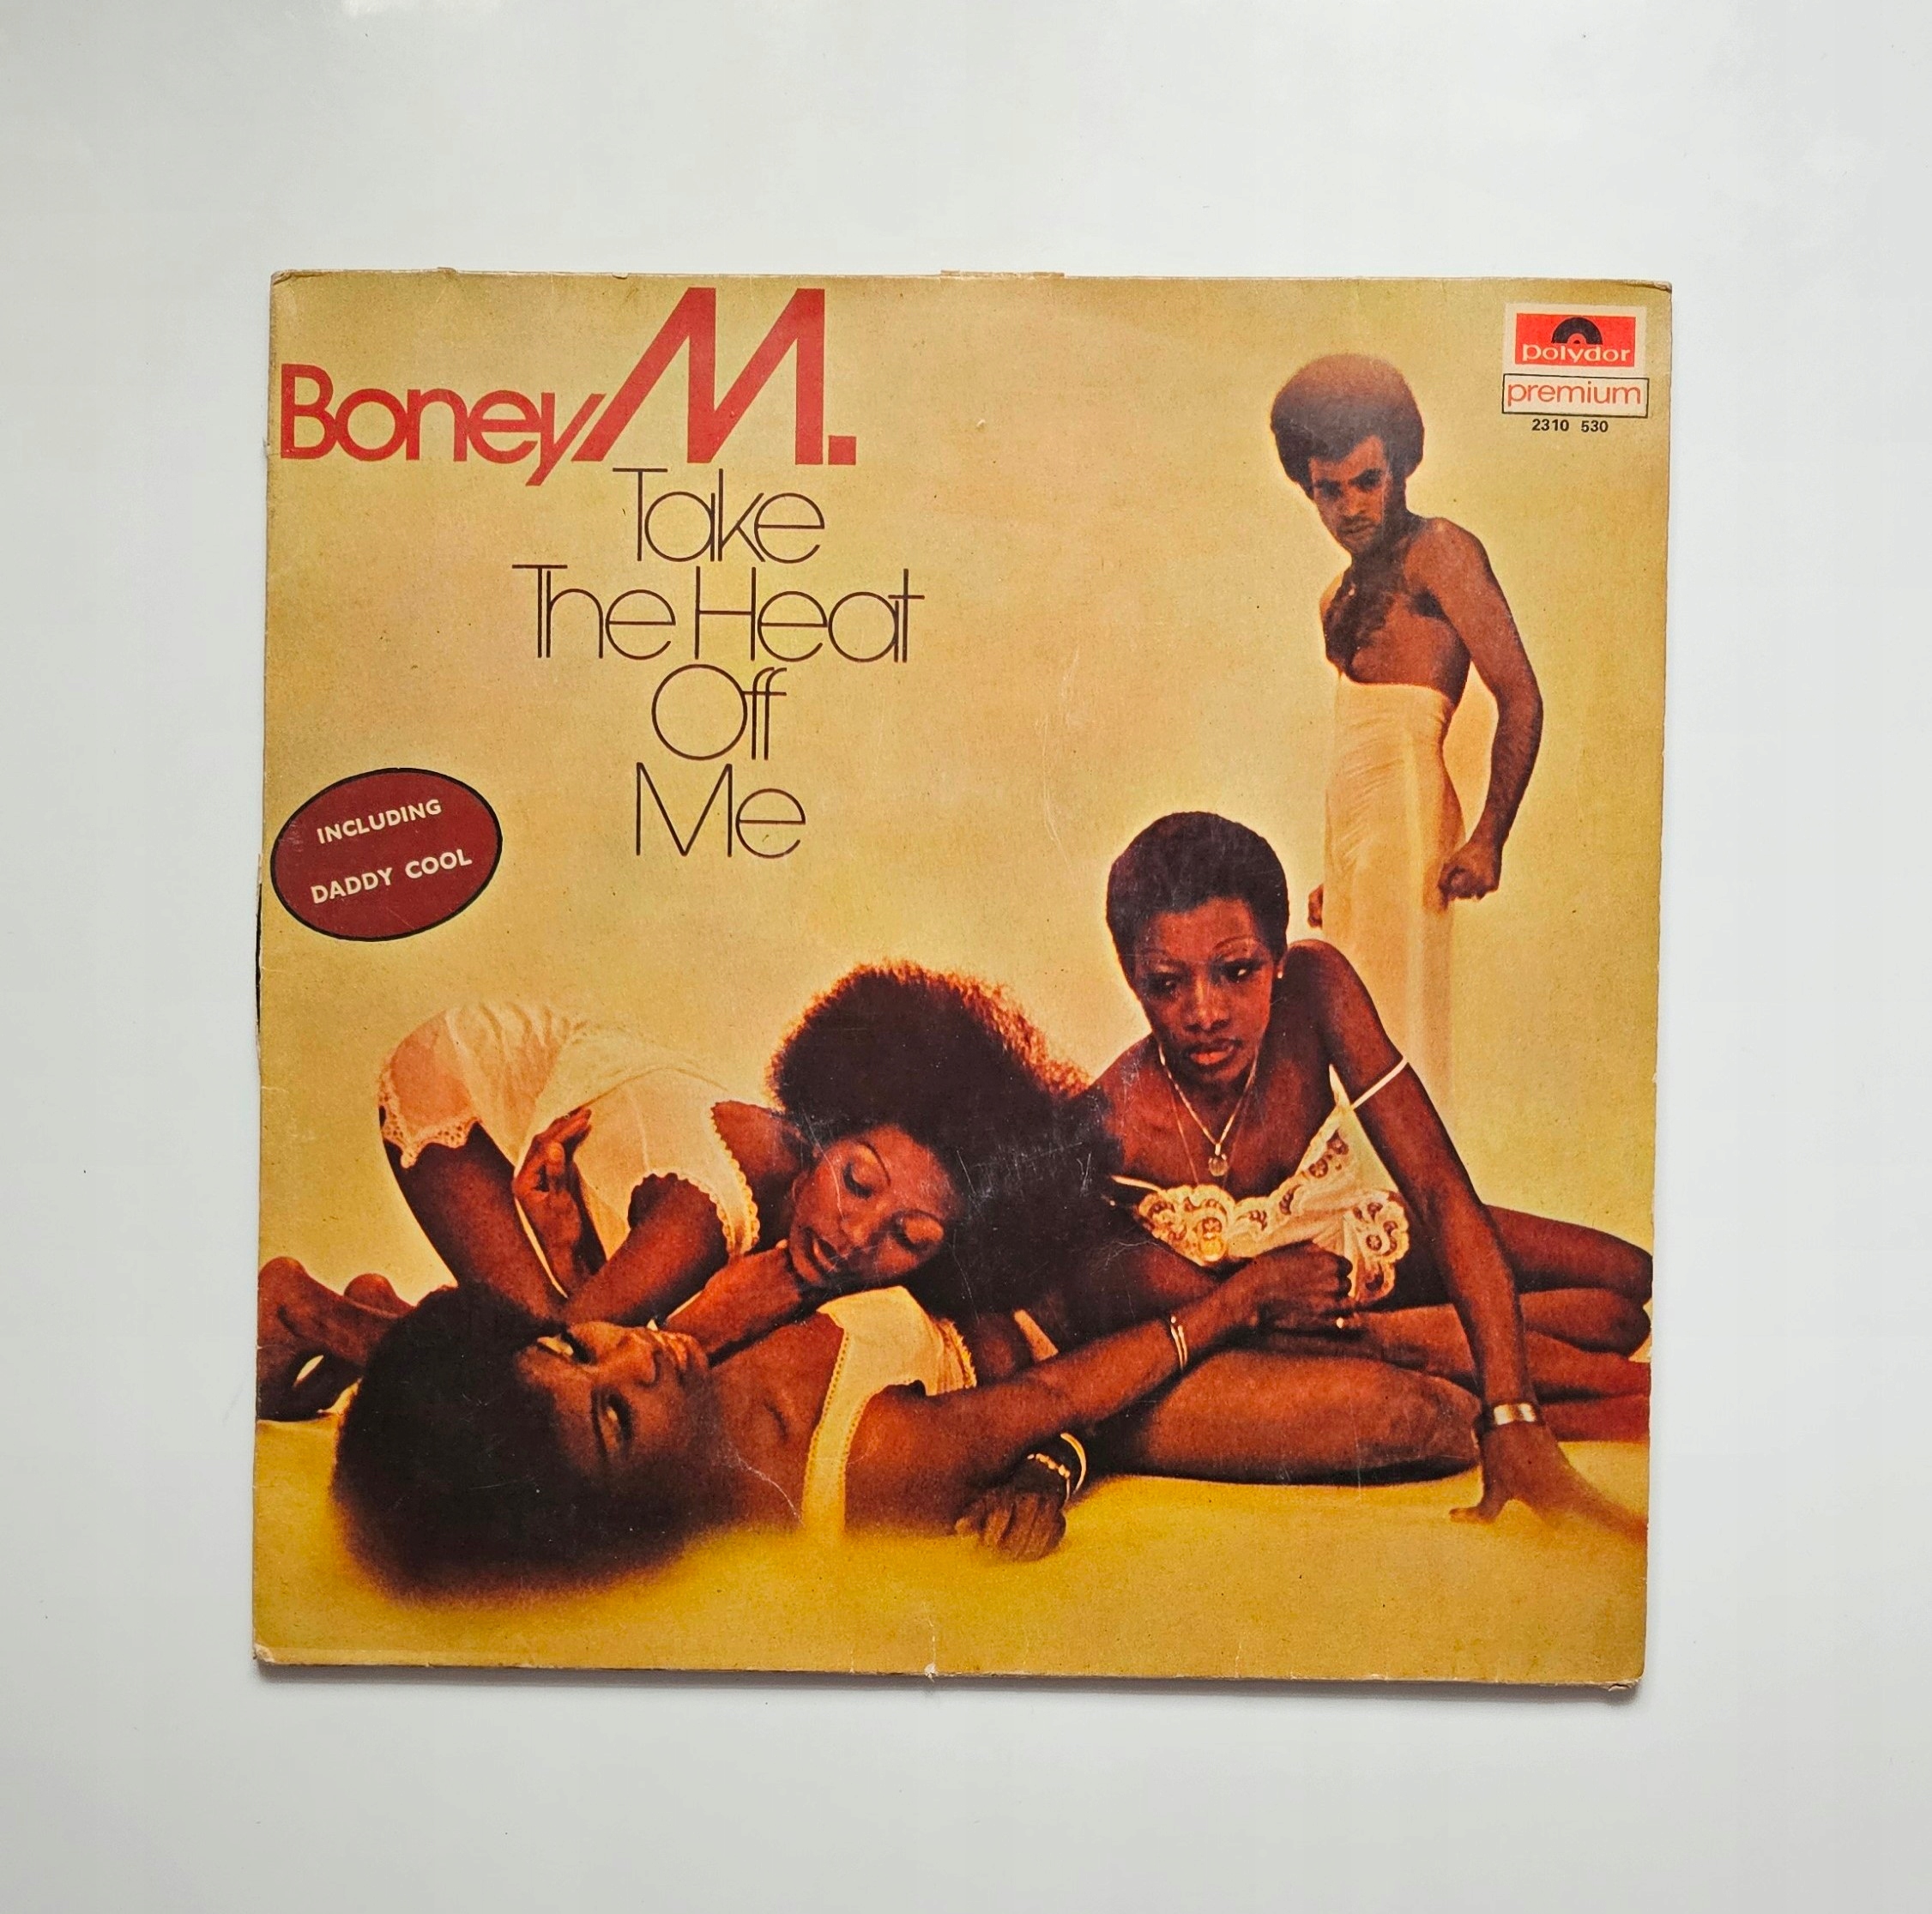 Boney M.
Take
The Heat
Off
Me
polydor
premium
2310 530
INCLUDING
DADDY COOL